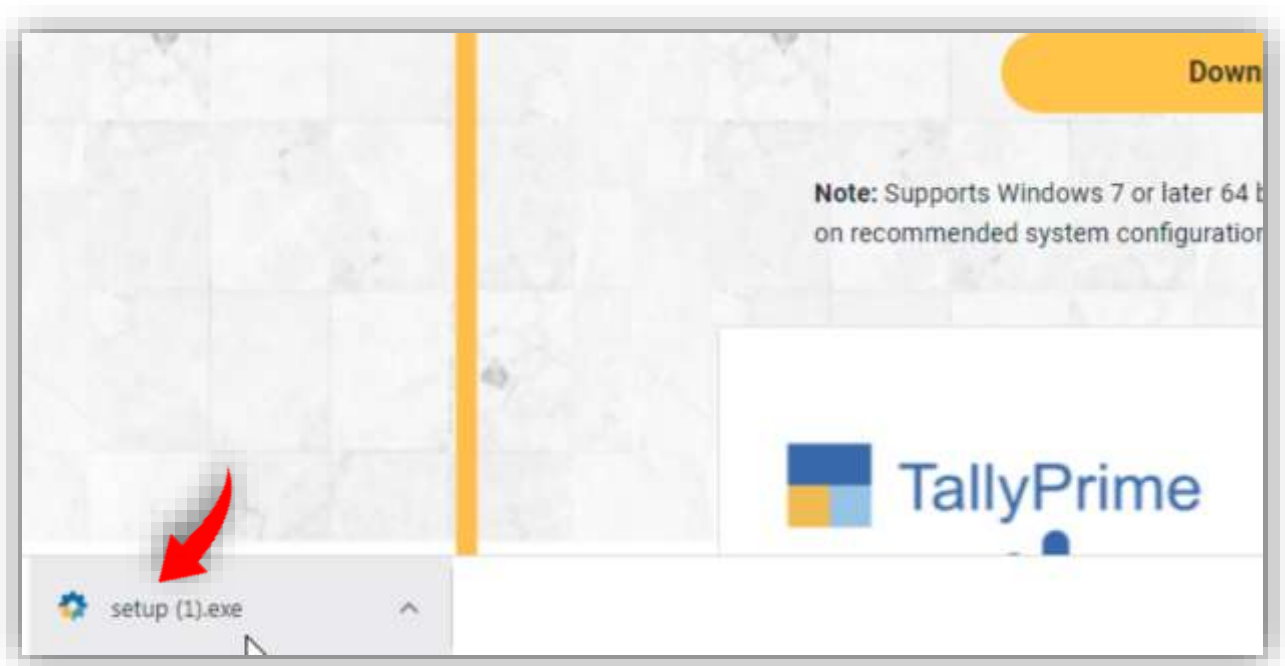 Down
Note: Supports Windows 7 or later 64
on recommended system configuration
TallyPrime
setup (1).exe